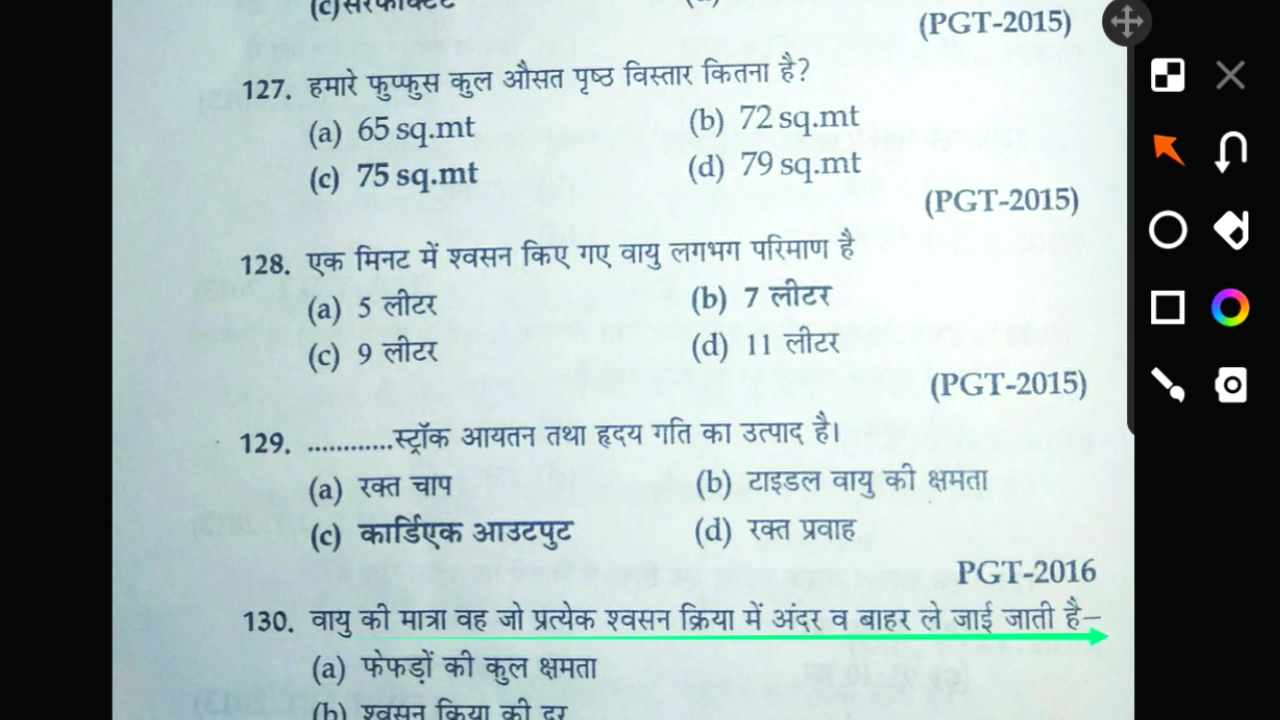 (c)सरफेक्टेंट
(PGT-2015)
127. हमारे फुफ्फुस कुल औसत पृष्ठ विस्तार कितना है?
(a) 65 sq.mt (b) 72 sq.mt
(c) 75 sq.mt (d) 79 sq.mt
(PGT-2015)
128. एक मिनट में श्वसन किए गए वायु लगभग परिमाण है
(a) 5 लीटर (b) 7 लीटर
(c) 9 लीटर (d) 11 लीटर
(PGT-2015)
129. ............स्ट्रॉक आयतन तथा हृदय गति का उत्पाद है।
(a) रक्त चाप (b) टाइडल वायु की क्षमता
(c) कार्डिएक आउटपुट (d) रक्त प्रवाह
PGT-2016
130. वायु की मात्रा वह जो प्रत्येक श्वसन क्रिया में अंदर व बाहर ले जाई जाती है–
(a) फेफड़ों की कुल क्षमता
(b) श्वसन क्रिया की दर